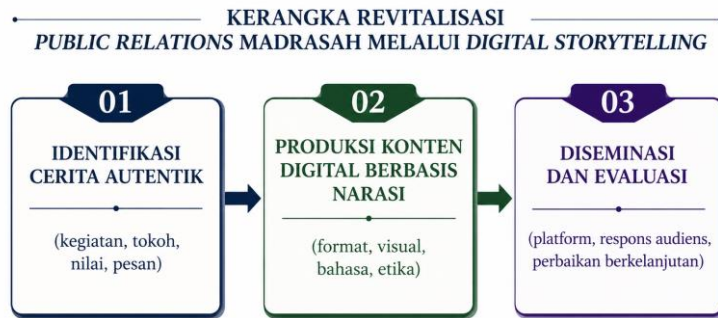 KERANGKA REVITALISASI
PUBLIC RELATIONS MADRASAH MELALUI DIGITAL STORYTELLING
01
IDENTIFIKASI
CERITA AUTENTIK
(kegiatan, tokoh,
nilai, pesan)
02
PRODUKSI KONTEN
DIGITAL BERBASIS
NARASI
(format, visual,
bahasa, etika)
03
DISEMINASI
DAN EVALUASI
(platform, respons audiens,
perbaikan berkelanjutan)